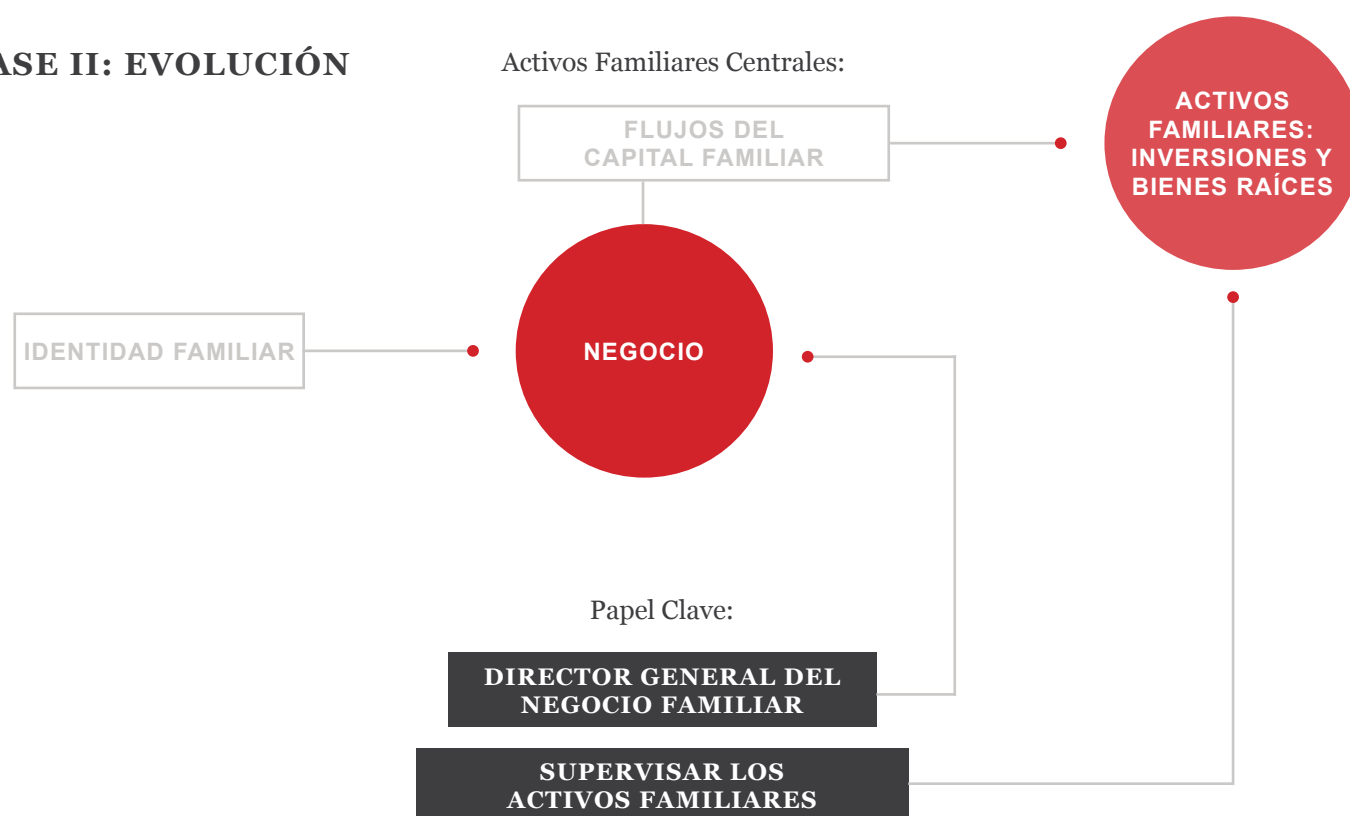 ASE II: EVOLUCIÓN
Activos Familiares Centrales:
FLUJOS DEL
CAPITAL FAMILIAR
ACTIVOS
FAMILIARES:
INVERSIONES Y
BIENES RAÍCES
IDENTIDAD FAMILIAR
NEGOCIO
Papel Clave:
DIRECTOR GENERAL DEL
NEGOCIO FAMILIAR
SUPERVISAR LOS
ACTIVOS FAMILIARES